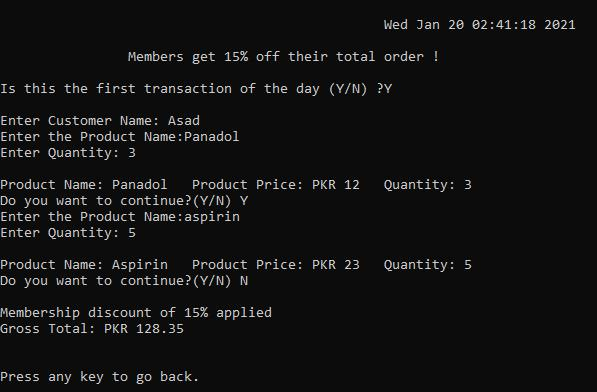 Wed Jan 20 02:41:18 2021
Members get 15% off their total order !
Is this the first transaction of the day (Y/N) ?Y
Enter Customer Name: Asad
Enter the Product Name:Panadol
Enter Quantity: 3
Product Name: Panadol   Product Price: PKR 12   Quantity: 3
Do you want to continue?(Y/N) Y
Enter the Product Name:aspirin
Enter Quantity: 5
Product Name: Aspirin   Product Price: PKR 23   Quantity: 5
Do you want to continue?(Y/N) N
Membership discount of 15% applied
Gross Total: PKR 128.35
Press any key to go back.